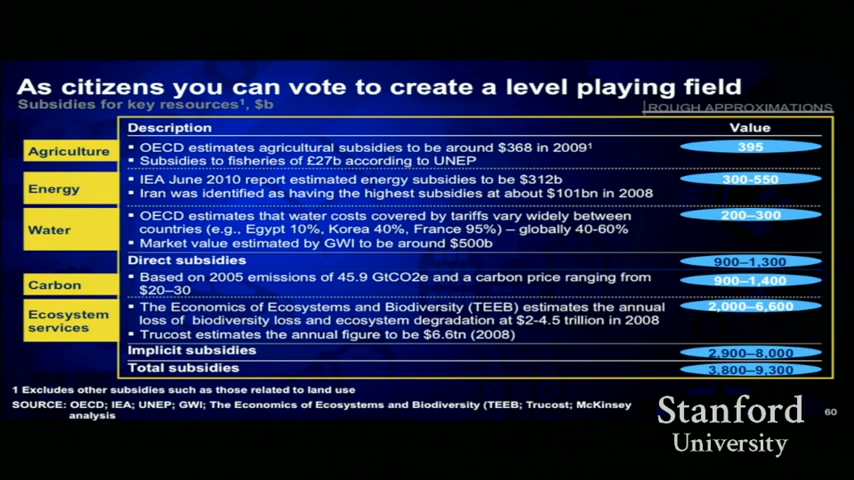 As citizens you can vote to create a level playing field
Subsidies for key resources¹, $b
ROUGH APPROXIMATIONS
Description Value
Agriculture
▪ OECD estimates agricultural subsidies to be around $368 in 2009¹
▪ Subsidies to fisheries of £27b according to UNEP
395
Energy
▪ IEA June 2010 report estimated energy subsidies to be $312b
▪ Iran was identified as having the highest subsidies at about $101bn in 2008
300-550
Water
▪ OECD estimates that water costs covered by tariffs vary widely between
countries (e.g., Egypt 10%, Korea 40%, France 95%) – globally 40-60%
▪ Market value estimated by GWI to be around $500b
200–300
Direct subsidies 900–1,300
Carbon
▪ Based on 2005 emissions of 45.9 GtCO2e and a carbon price ranging from
$20–30
900–1,400
Ecosystem
services
▪ The Economics of Ecosystems and Biodiversity (TEEB) estimates the annual
loss of biodiversity loss and ecosystem degradation at $2-4.5 trillion in 2008
▪ Trucost estimates the annual figure to be $6.6tn (2008)
2,000–6,600
Implicit subsidies 2,900–8,000
Total subsidies 3,800–9,300
1 Excludes other subsidies such as those related to land use
SOURCE: OECD; IEA; UNEP; GWI; The Economics of Ecosystems and Biodiversity (TEEB; Trucost; McKinsey
analysis
Stanford
University
60